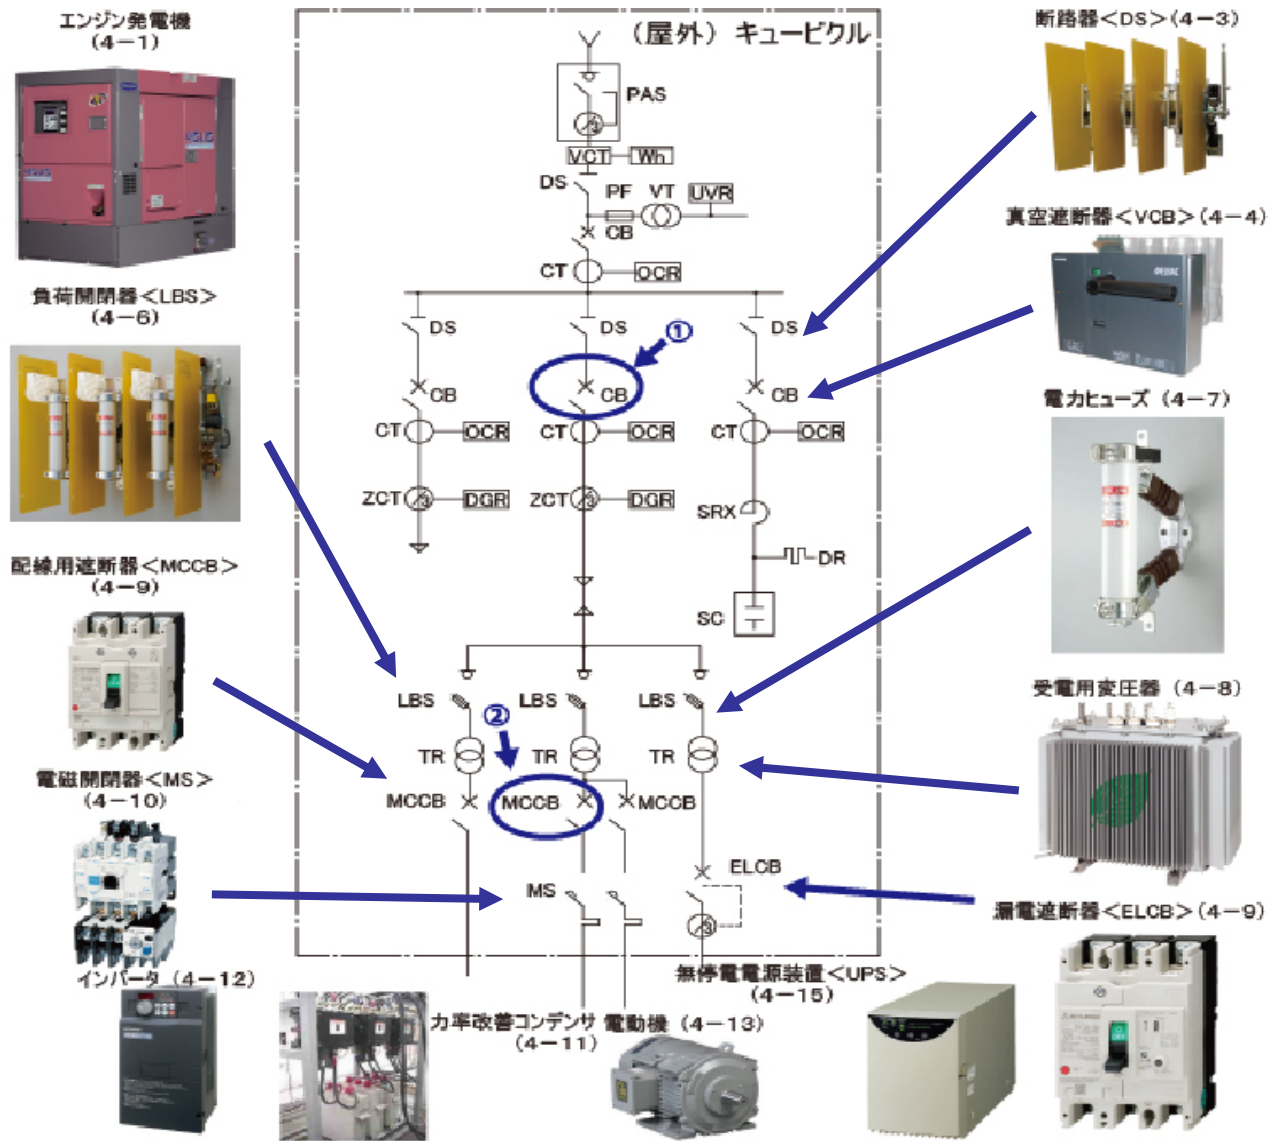 エンジン発電機
(4－1)
(屋外) キュービクル
断路器＜DS＞(4－3)
PAS
VCT
Wh
DS
PF
VT
UVR
CB
真空遮断器＜VCB＞(4－4)
CT
OCR
負荷開閉器＜LBS＞
(4－6)
DS
DS
①
DS
CB
CB
CB
電力ヒューズ (4－7)
CT
OCR
CT
OCR
CT
OCR
ZCT
DGR
ZCT
DGR
SRX
DR
配線用遮断器＜MCCB＞
(4－9)
SC
受電用変圧器 (4－8)
LBS
LBS
LBS
②
TR
TR
TR
電磁開閉器＜MS＞
(4－10)
MCCB
MCCB
MCCB
ELCB
MS
漏電遮断器＜ELCB＞(4－9)
インバータ (4－12)
無停電電源装置＜UPS＞
(4－15)
力率改善コンデンサ
(4－11)
電動機 (4－13)